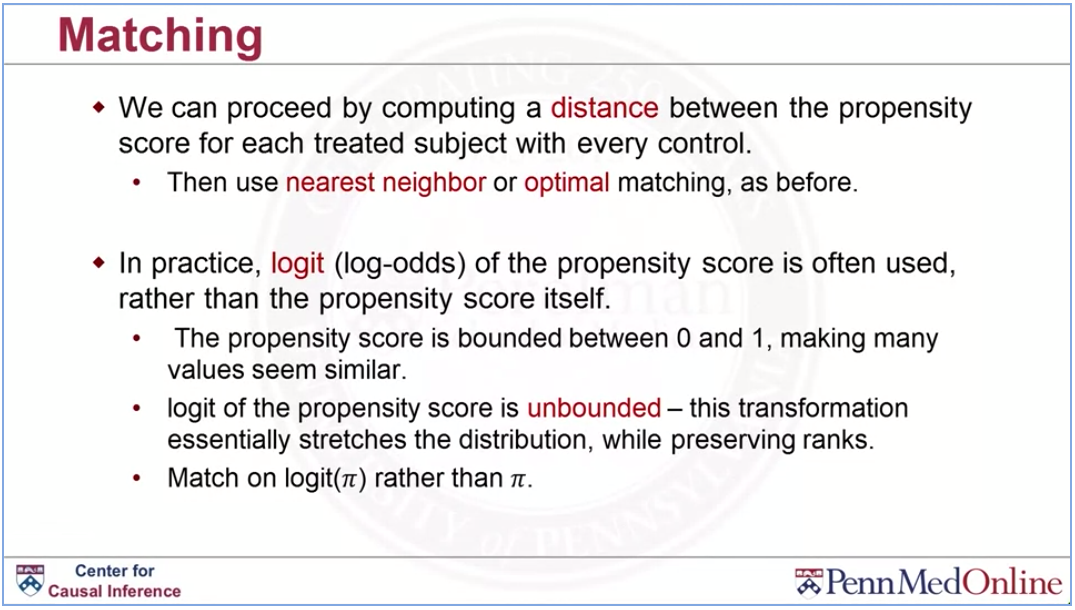 Matching
◆ We can proceed by computing a distance between the propensity
score for each treated subject with every control.
• Then use nearest neighbor or optimal matching, as before.
◆ In practice, logit (log-odds) of the propensity score is often used,
rather than the propensity score itself.
• The propensity score is bounded between 0 and 1, making many
values seem similar.
• logit of the propensity score is unbounded – this transformation
essentially stretches the distribution, while preserving ranks.
• Match on logit(π) rather than π.
Center for
Causal Inference
PennMedOnline